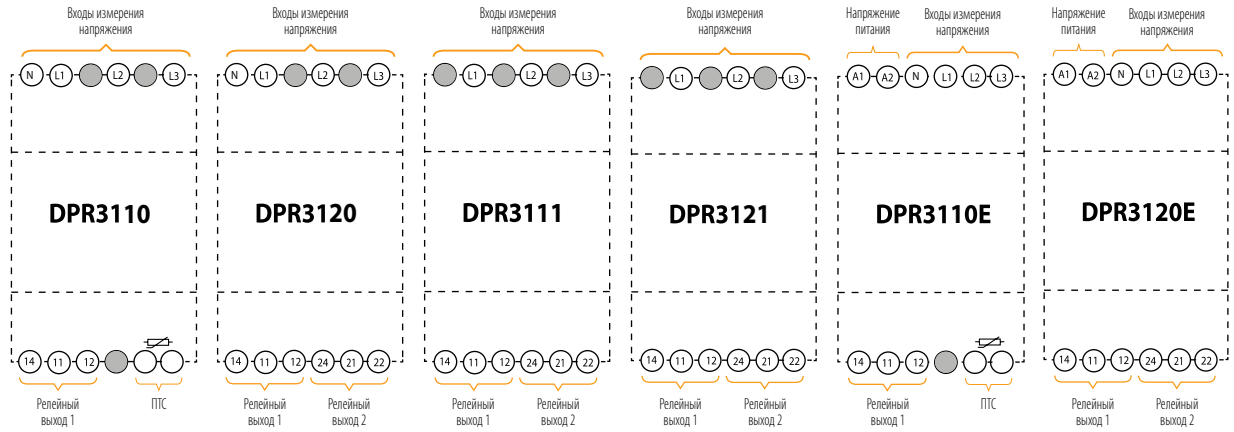 Входы измерения
напряжения
N L1 L2 L3
DPR3110
14 11 12
Релейный
выход 1
ПТС
Входы измерения
напряжения
N L1 L2 L3
DPR3120
14 11 12 24 21 22
Релейный
выход 1
Релейный
выход 2
Входы измерения
напряжения
L1 L2 L3
DPR3111
14 11 12 24 21 22
Релейный
выход 1
Релейный
выход 2
Входы измерения
напряжения
L1 L2 L3
DPR3121
14 11 12 24 21 22
Релейный
выход 1
Релейный
выход 2
Напряжение
питания
Входы измерения
напряжения
A1 A2 N L1 L2 L3
DPR3110E
14 11 12
Релейный
выход 1
ПТС
Напряжение
питания
Входы измерения
напряжения
A1 A2 N L1 L2 L3
DPR3120E
14 11 12 24 21 22
Релейный
выход 1
Релейный
выход 2